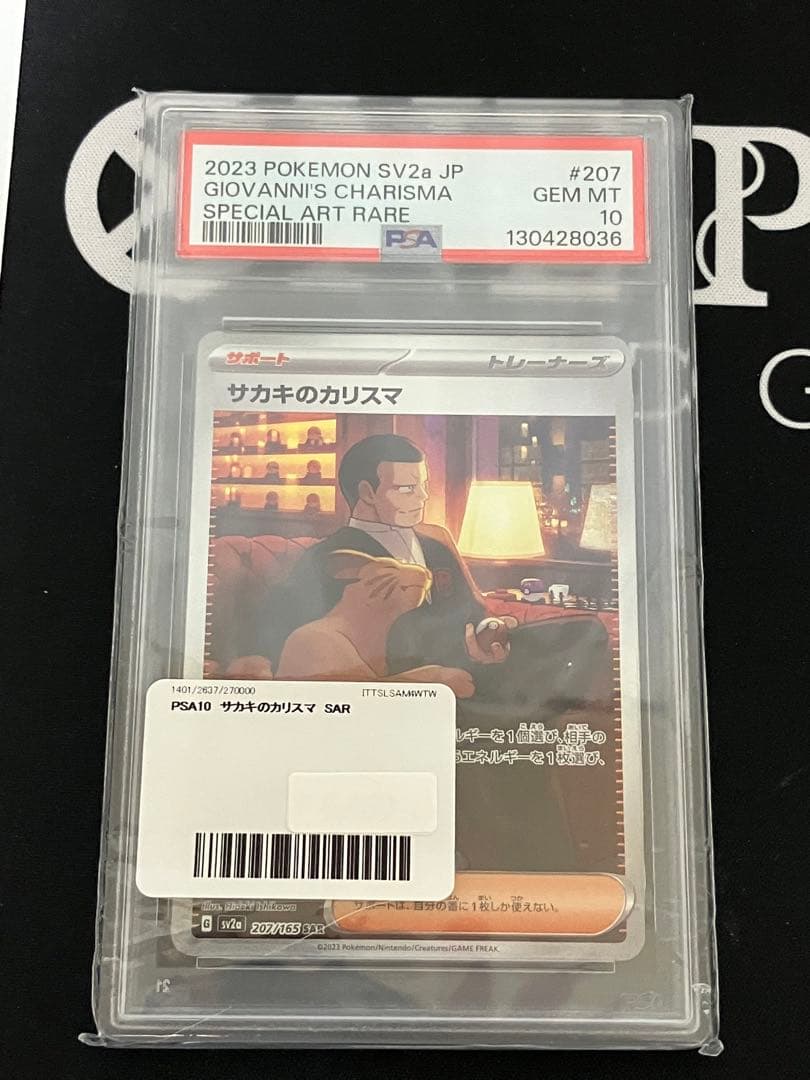 2023 POKEMON SV2a JP #207
GIOVANNI'S CHARISMA GEM MT
SPECIAL ART RARE 10
PSA 130428036
P
G
サポート トレーナーズ
サカキのカリスマ
1401/2637/270000 ITTSLSAM4WTW
PSA10 サカキのカリスマ SAR
ルギーを1個選び、相手の
エネルギーを1枚選び、
Illus. Hideki Ishikawa
サポートは、自分の番に1枚しか使えない。
G sv2a 207/165 SAR
©2023 Pokémon/Nintendo/Creatures/GAME FREAK.